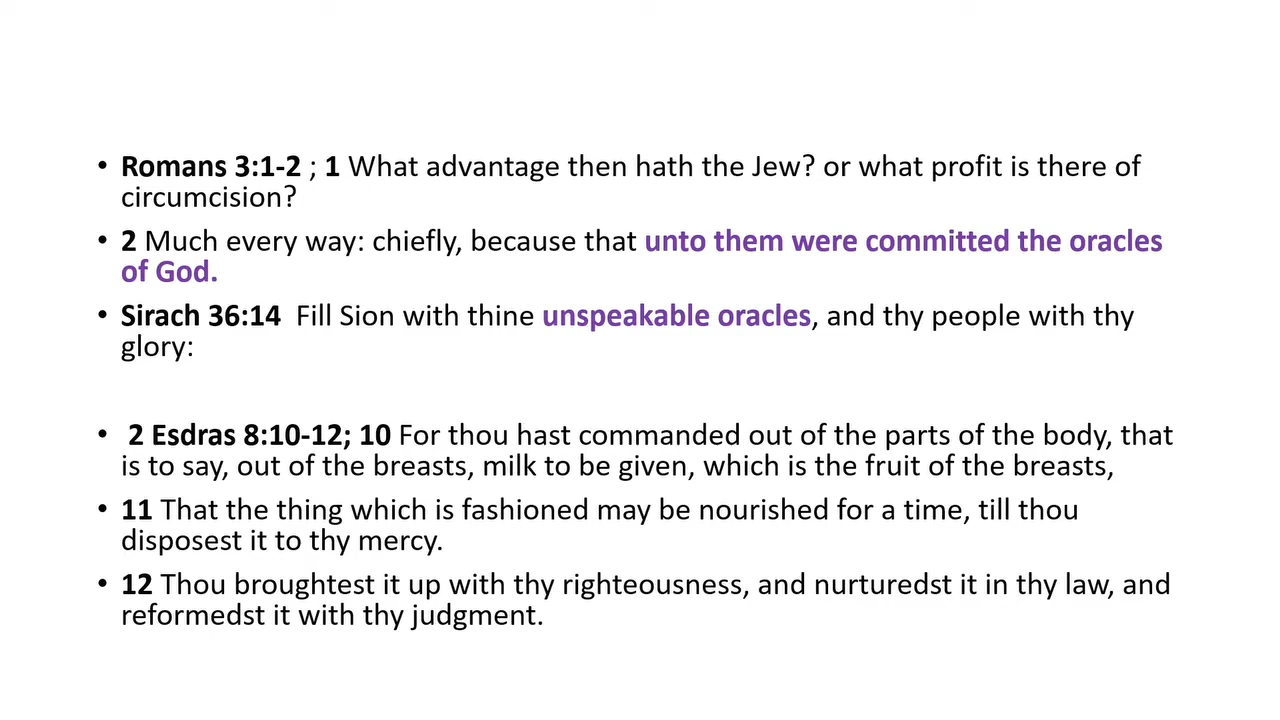 • Romans 3:1-2 ; 1 What advantage then hath the Jew? or what profit is there of
circumcision?
• 2 Much every way: chiefly, because that unto them were committed the oracles
of God.
• Sirach 36:14  Fill Sion with thine unspeakable oracles, and thy people with thy
glory:
•  2 Esdras 8:10-12; 10 For thou hast commanded out of the parts of the body, that
is to say, out of the breasts, milk to be given, which is the fruit of the breasts,
• 11 That the thing which is fashioned may be nourished for a time, till thou
disposest it to thy mercy.
• 12 Thou broughtest it up with thy righteousness, and nurturedst it in thy law, and
reformedst it with thy judgment.